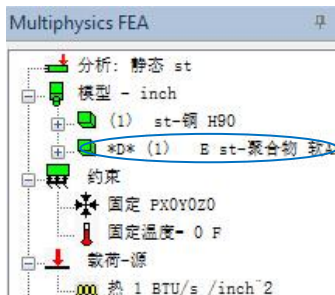 Multiphysics FEA
分析: 静态 st
模型 - inch
(1) st-钢 H90
*D* (1) E st-聚合物 软A
约束
固定 PX0Y0Z0
固定温度- 0 F
载荷-源
热 1 BTU/s /inch^2